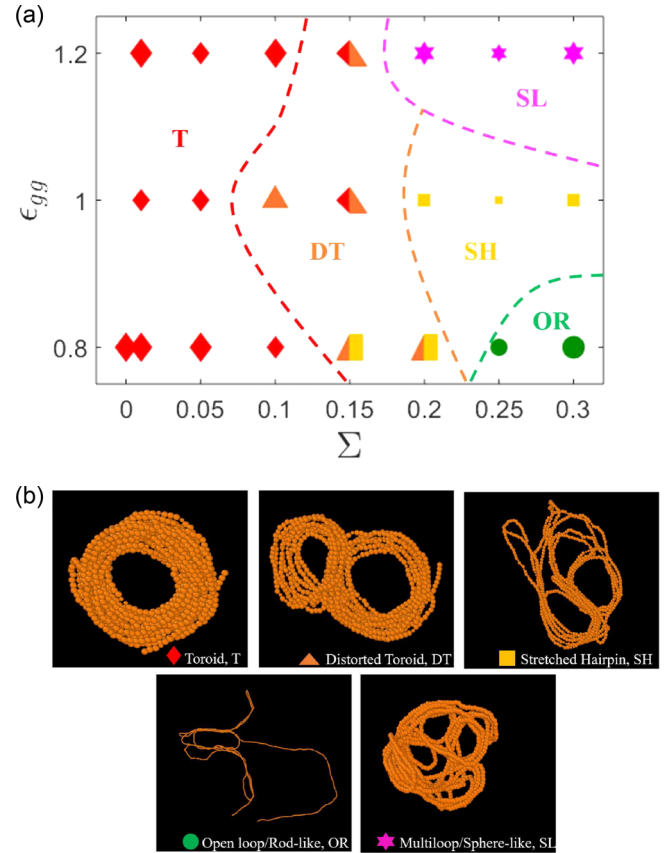 (a)
1.2
1
0.8
ϵgg
T
DT
SL
SH
OR
0 0.05 0.1 0.15 0.2 0.25 0.3
Σ
(b)
Toroid, T
Distorted Toroid, DT
Stretched Hairpin, SH
Open loop/Rod-like, OR
Multiloop/Sphere-like, SL